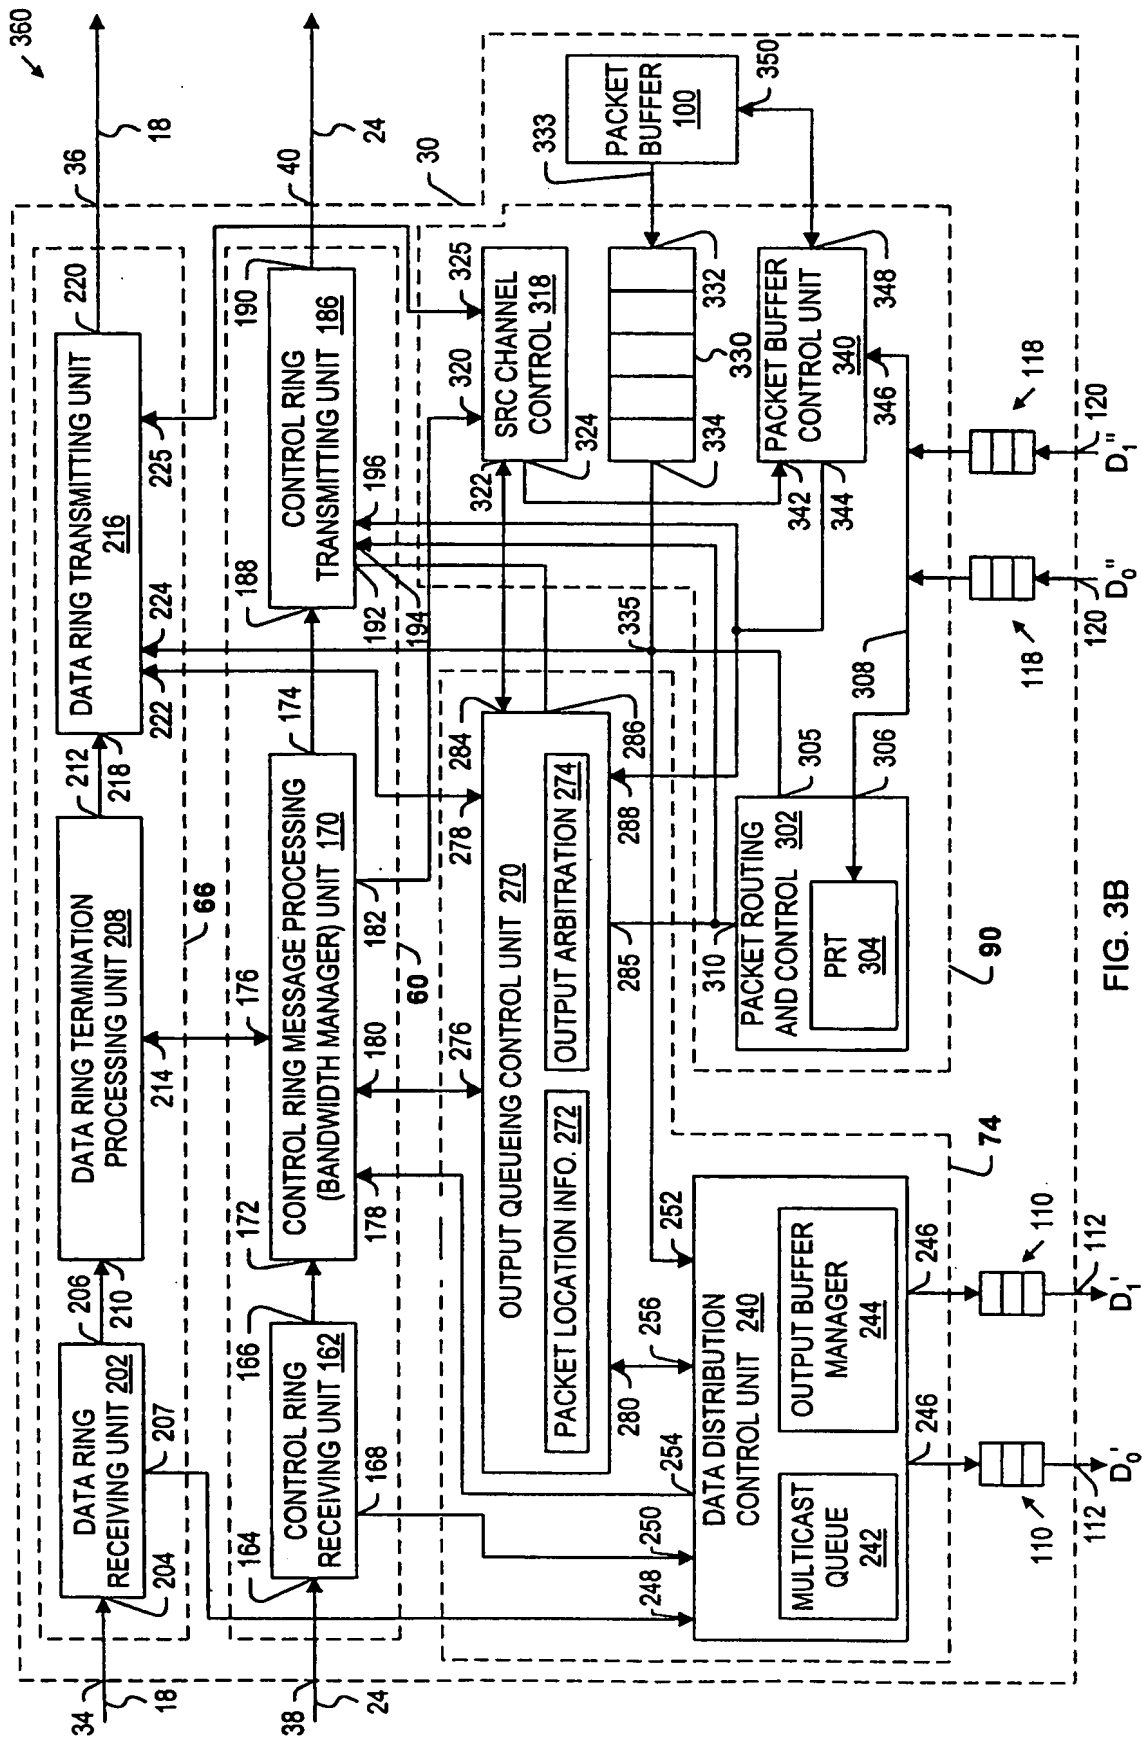 360
34
18
204
DATA RING
RECEIVING UNIT 202
206
210
207
DATA RING TERMINATION
PROCESSING UNIT 208
214
212
218
DATA RING TRANSMITTING UNIT
216
222
224
225
220
36
18
66
38
24
164
CONTROL RING
RECEIVING UNIT 162
166
168
172
CONTROL RING MESSAGE PROCESSING
(BANDWIDTH MANAGER) UNIT 170
176
178
180
182
174
188
CONTROL RING
TRANSMITTING UNIT 186
190
192
194
196
40
24
60
30
OUTPUT QUEUEING CONTROL UNIT 270
PACKET LOCATION INFO. 272
OUTPUT ARBITRATION 274
276
278
284
280
285
286
288
322
320
325
SRC CHANNEL
CONTROL 318
324
333
PACKET
BUFFER
100
350
332
330
334
335
PACKET BUFFER
CONTROL UNIT
340
342
344
346
348
248
250
254
256
252
DATA DISTRIBUTION
CONTROL UNIT 240
MULTICAST
QUEUE
242
OUTPUT BUFFER
MANAGER
244
246
246
74
310
PACKET ROUTING
AND CONTROL 302
PRT
304
305
306
308
90
110
112
D0'
110
112
D1'
118
120
D0"
118
120
D1"
FIG. 3B